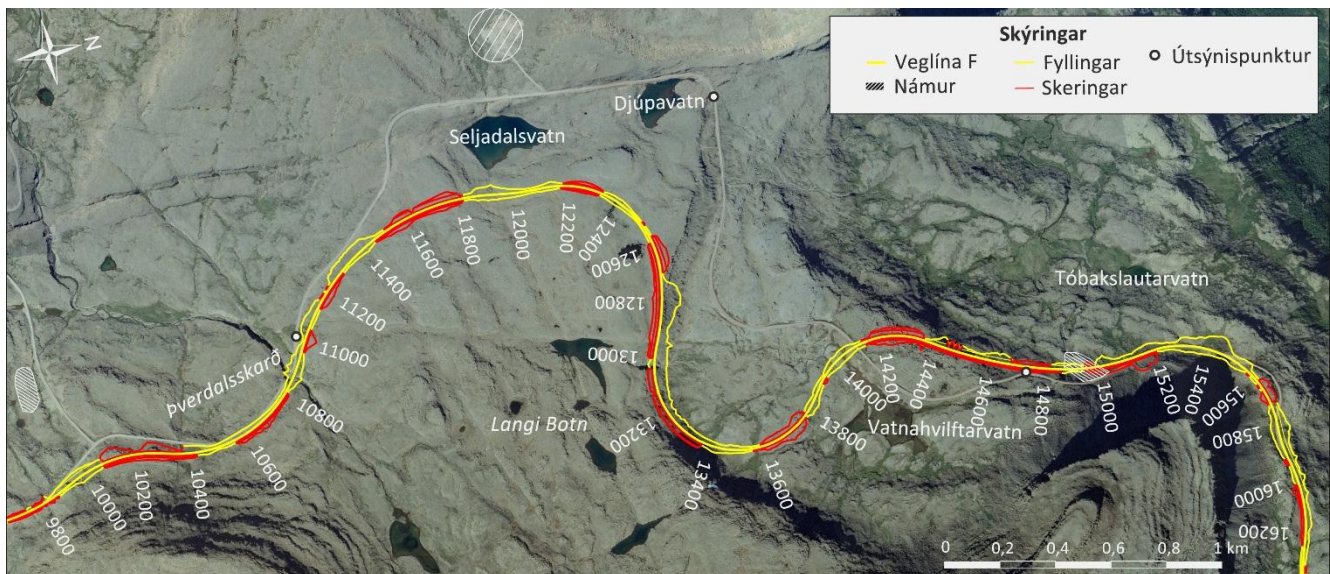 N
Skýringar
Veglína F
Fyllingar
Útsýnispunktur
Námur
Skeringar
Djúpavatn
Seljadalsvatn
Tóbakslautarvatn
Þverdalsskarð
Langi Botn
Vatnahvilftarvatn
9800
10000
10200
10400
10600
10800
11000
11200
11400
11600
11800
12000
12200
12400
12600
12800
13000
13200
13400
13600
13800
14000
14200
14400
14600
14800
15000
15200
15400
15600
15800
16000
16200
0 0,2 0,4 0,6 0,8 1 km